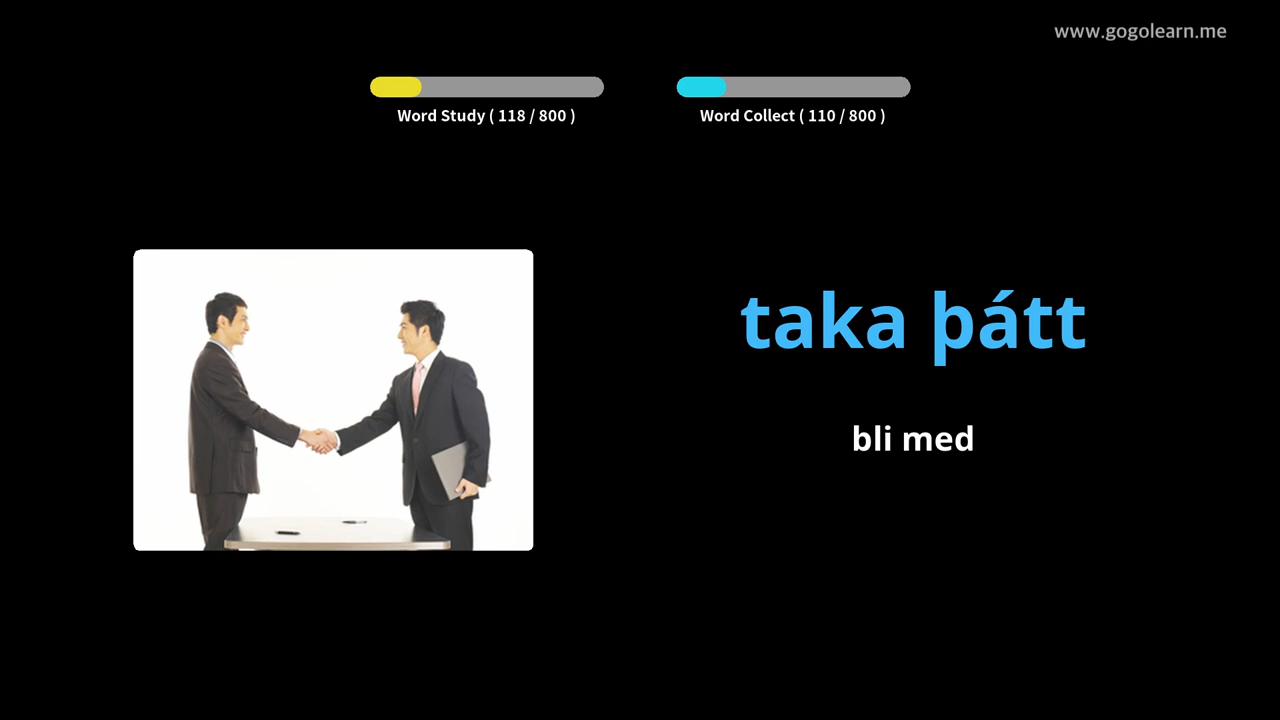 www.gogolearn.me
Word Study ( 118 / 800 )
Word Collect ( 110 / 800 )
taka þátt
bli med